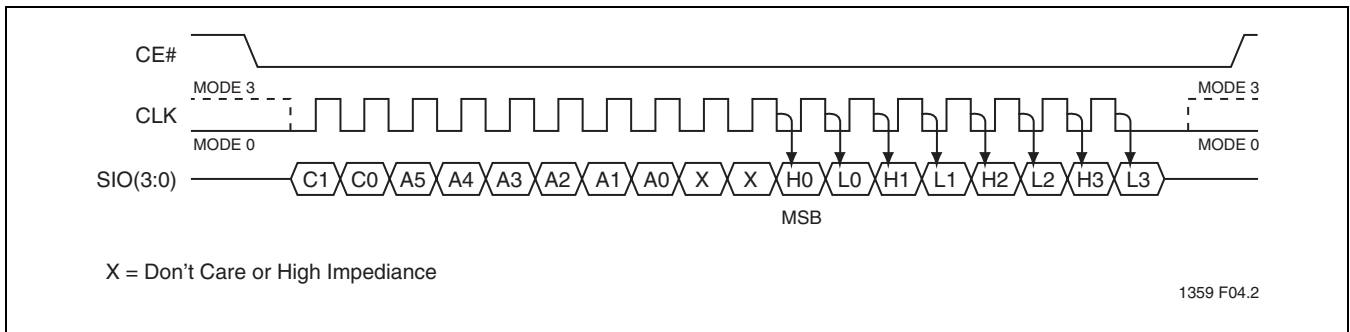 CE#
MODE 3 MODE 3
CLK
MODE 0 MODE 0
SIO(3:0) C1 C0 A5 A4 A3 A2 A1 A0 X X H0 L0 H1 L1 H2 L2 H3 L3
MSB
X = Don't Care or High Impediance
1359 F04.2